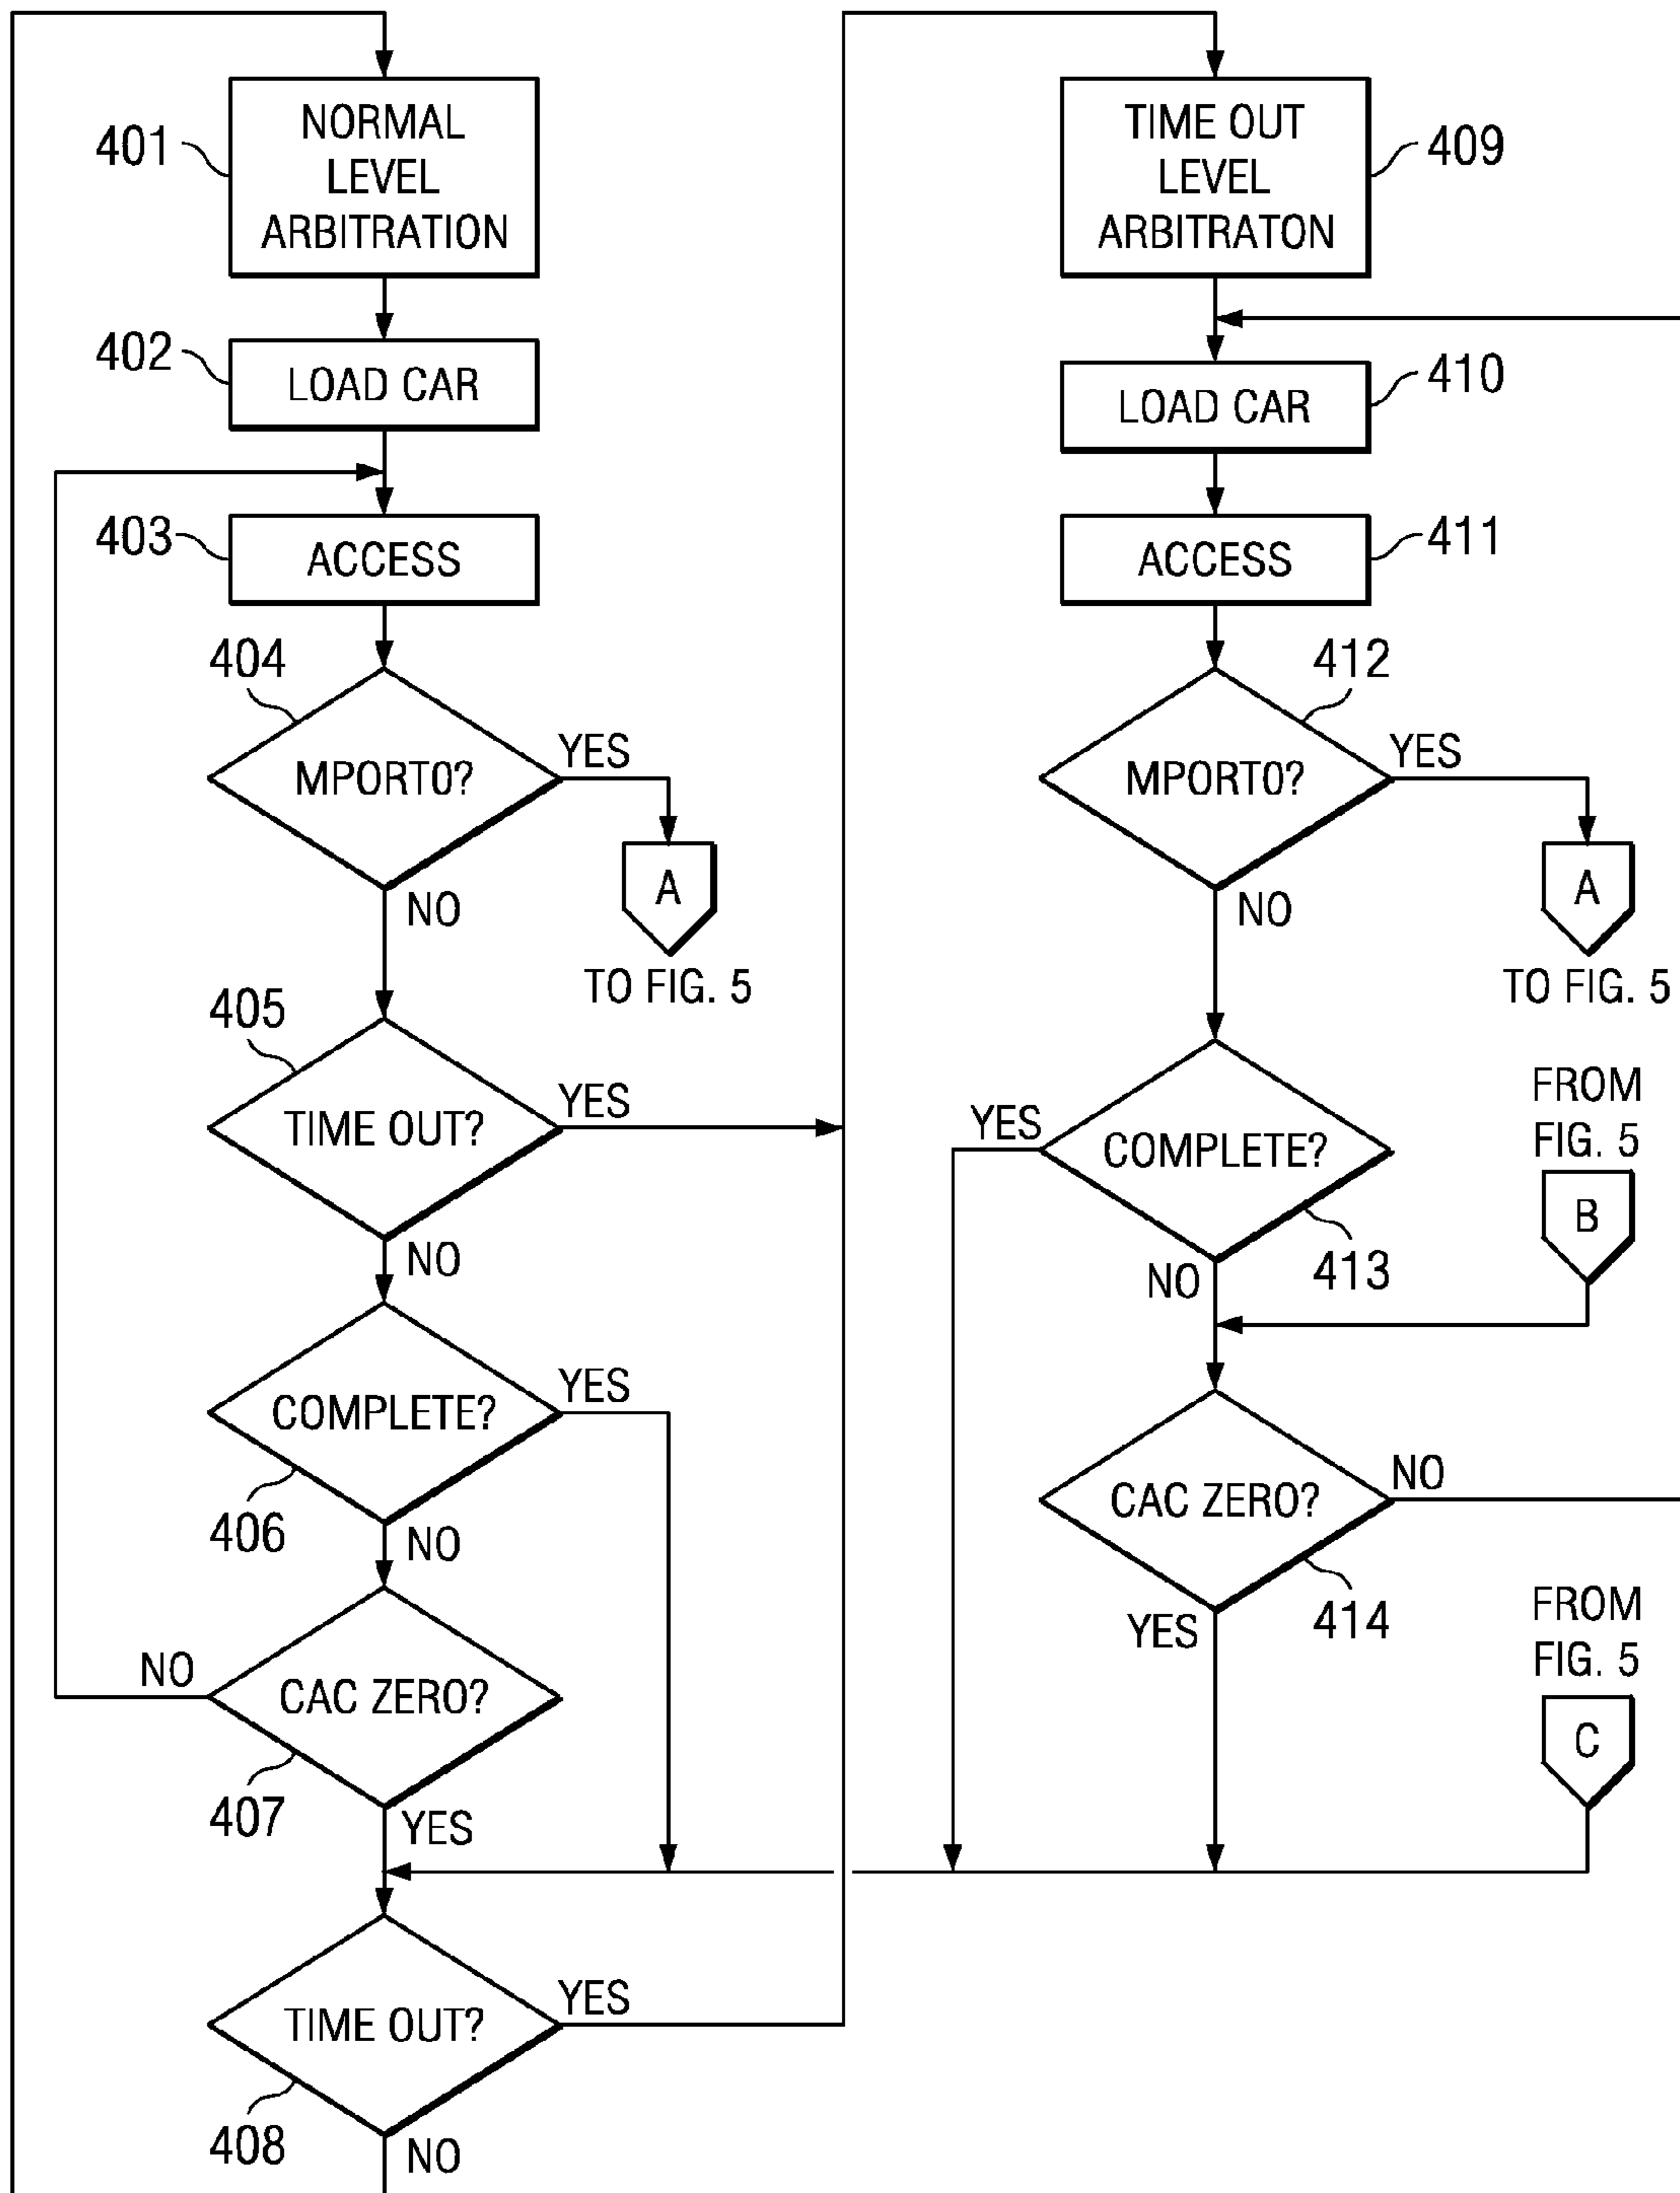 401
NORMAL
LEVEL
ARBITRATION
402
LOAD CAR
403
ACCESS
404
MPORT0?
YES
A
TO FIG. 5
NO
405
TIME OUT?
YES
NO
COMPLETE?
YES
406
NO
NO
CAC ZERO?
407
YES
TIME OUT?
YES
408
NO
TIME OUT
LEVEL
ARBITRATON
409
LOAD CAR
410
ACCESS
411
412
MPORT0?
YES
A
TO FIG. 5
NO
YES
COMPLETE?
413
NO
FROM
FIG. 5
B
CAC ZERO?
NO
414
YES
FROM
FIG. 5
C